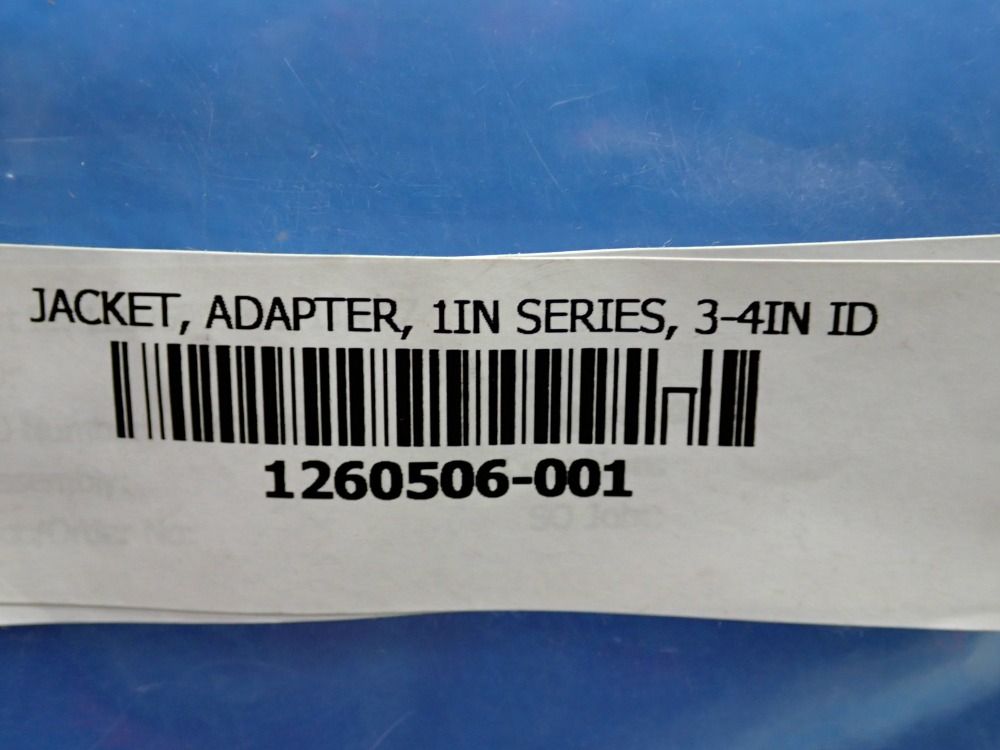 JACKET, ADAPTER, 1IN SERIES, 3-4IN ID
1260506-001